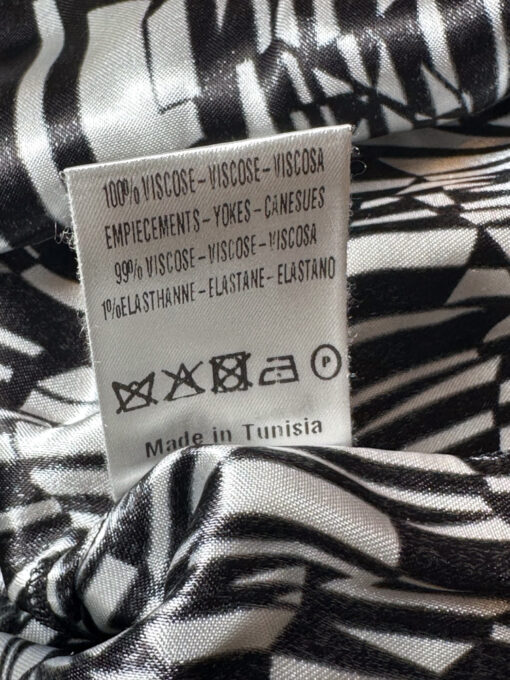 100% VISCOSE - VISCOSE - VISCOSA
EMPIECEMENTS - YOKES - CANESUES
99% VISCOSE - VISCOSE - VISCOSA
1%ELASTHANNE - ELASTANE - ELASTANO
P
Made in Tunisia